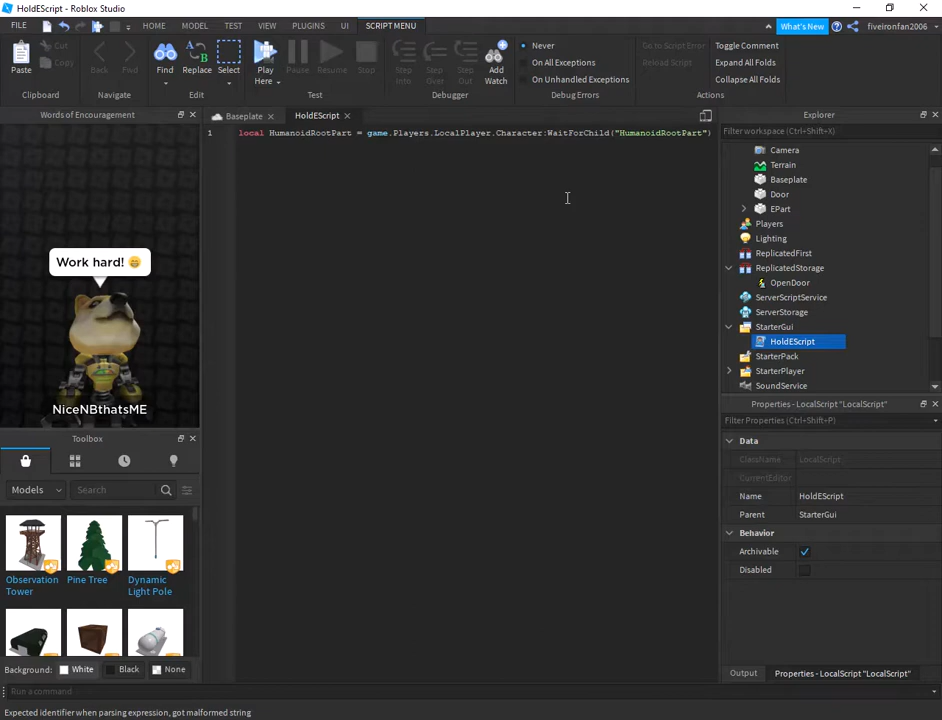 HoldEScript - Roblox Studio
FILE HOME MODEL TEST VIEW PLUGINS UI SCRIPT MENU What's New fiveironfan2006
Paste Cut Copy
Clipboard
Back Forward
Navigate
Find Replace Select
Edit
Play Here Pause Resume Stop
Test
Step Into Step Over Step Out Add Watch
Debugger
Never
On All Exceptions
On Unhandled Exceptions
Debug Errors
Go to Script Error
Reload Script
Toggle Comment
Expand All Folds
Collapse All Folds
Actions
Words of Encouragement
Work hard! 😄
NiceNBthatsME
Toolbox
Models Search
Observation Tower
Pine Tree
Dynamic Light Pole
Background: White Black None
Baseplate HoldEScript
1 local HumanoidRootPart = game.Players.LocalPlayer.Character:WaitForChild("HumanoidRootPart")
Explorer
Filter workspace (Ctrl+Shift+X)
Camera
Terrain
Baseplate
Door
EPart
Players
Lighting
ReplicatedFirst
ReplicatedStorage
OpenDoor
ServerScriptService
ServerStorage
StarterGui
HoldEScript
StarterPack
StarterPlayer
SoundService
Properties - LocalScript "LocalScript"
Filter Properties (Ctrl+Shift+P)
Data
ClassName LocalScript
CurrentEditor
Name HoldEScript
Parent StarterGui
Behavior
Archivable
Disabled
Output Properties - LocalScript "LocalScript"
Run a command
Expected identifier when parsing expression, got malformed string